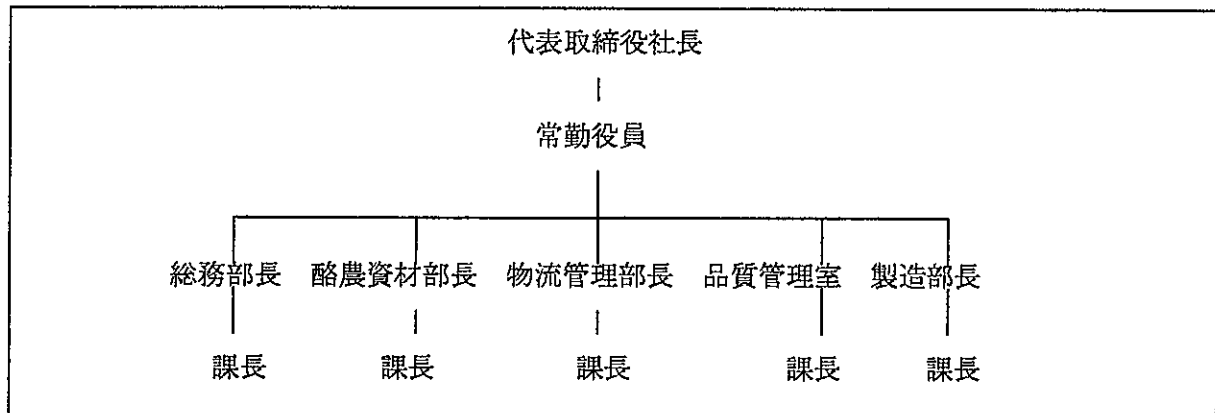 代表取締役社長
常勤役員
総務部長 酪農資材部長 物流管理部長 品質管理室 製造部長
課長 課長 課長 課長 課長